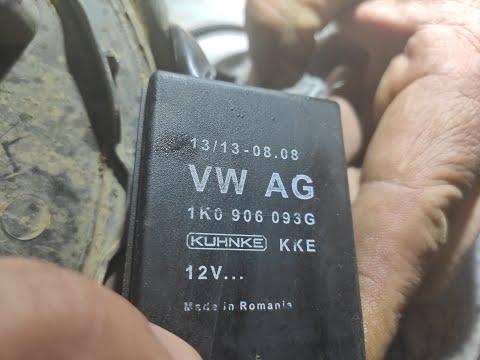 13/13-08.08
VW AG
1K0 906 093G
KUHNKE KKE
12V...
Made in Romania